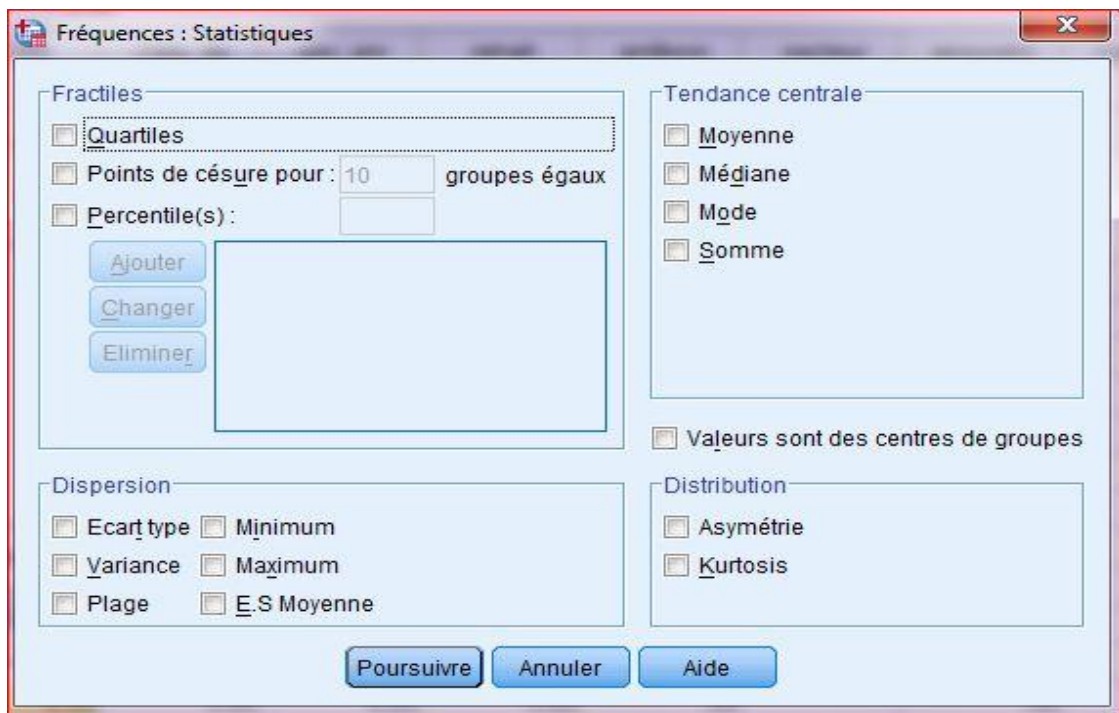 Fréquences : Statistiques
Fractiles
Quartiles
Points de césure pour : 10 groupes égaux
Percentile(s) :
Ajouter
Changer
Eliminer
Tendance centrale
Moyenne
Médiane
Mode
Somme
Valeurs sont des centres de groupes
Dispersion
Ecart type
Minimum
Variance
Maximum
Plage
E.S Moyenne
Distribution
Asymétrie
Kurtosis
Poursuivre
Annuler
Aide